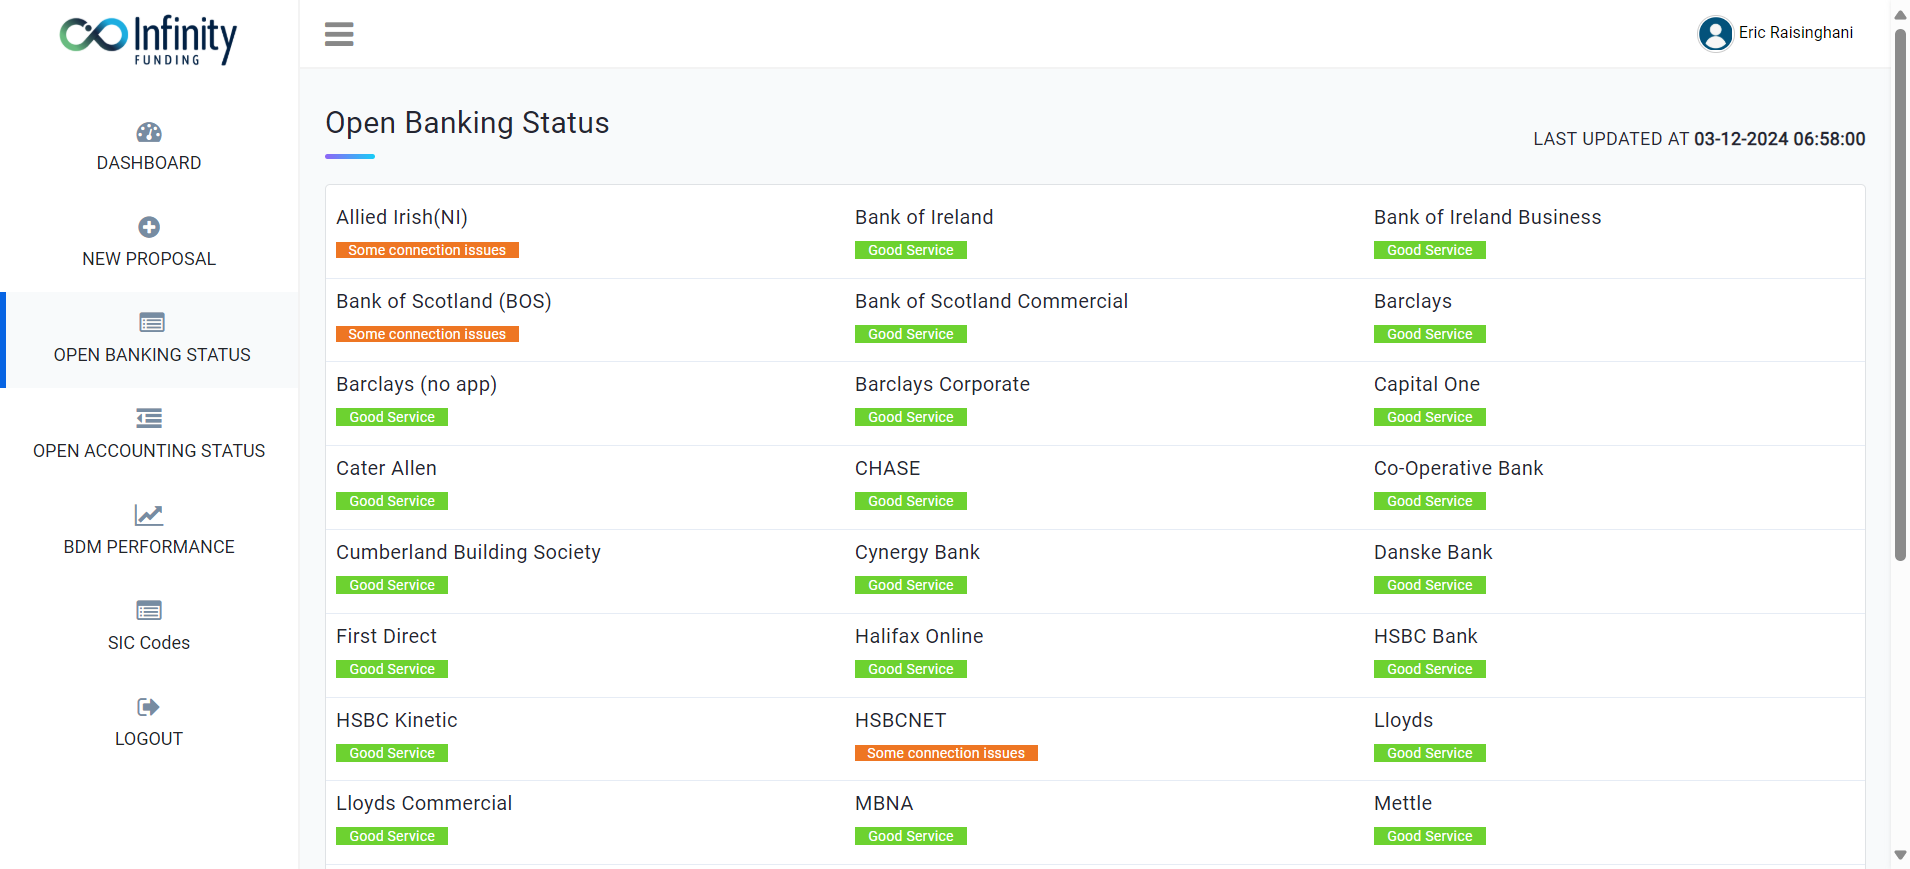 Infinity
FUNDING
Eric Raisinghani
DASHBOARD
NEW PROPOSAL
OPEN BANKING STATUS
OPEN ACCOUNTING STATUS
BDM PERFORMANCE
SIC Codes
LOGOUT
Open Banking Status
LAST UPDATED AT 03-12-2024 06:58:00
Allied Irish(NI)
Some connection issues
Bank of Ireland
Good Service
Bank of Ireland Business
Good Service
Bank of Scotland (BOS)
Some connection issues
Bank of Scotland Commercial
Good Service
Barclays
Good Service
Barclays (no app)
Good Service
Barclays Corporate
Good Service
Capital One
Good Service
Cater Allen
Good Service
CHASE
Good Service
Co-Operative Bank
Good Service
Cumberland Building Society
Good Service
Cynergy Bank
Good Service
Danske Bank
Good Service
First Direct
Good Service
Halifax Online
Good Service
HSBC Bank
Good Service
HSBC Kinetic
Good Service
HSBCNET
Some connection issues
Lloyds
Good Service
Lloyds Commercial
Good Service
MBNA
Good Service
Mettle
Good Service